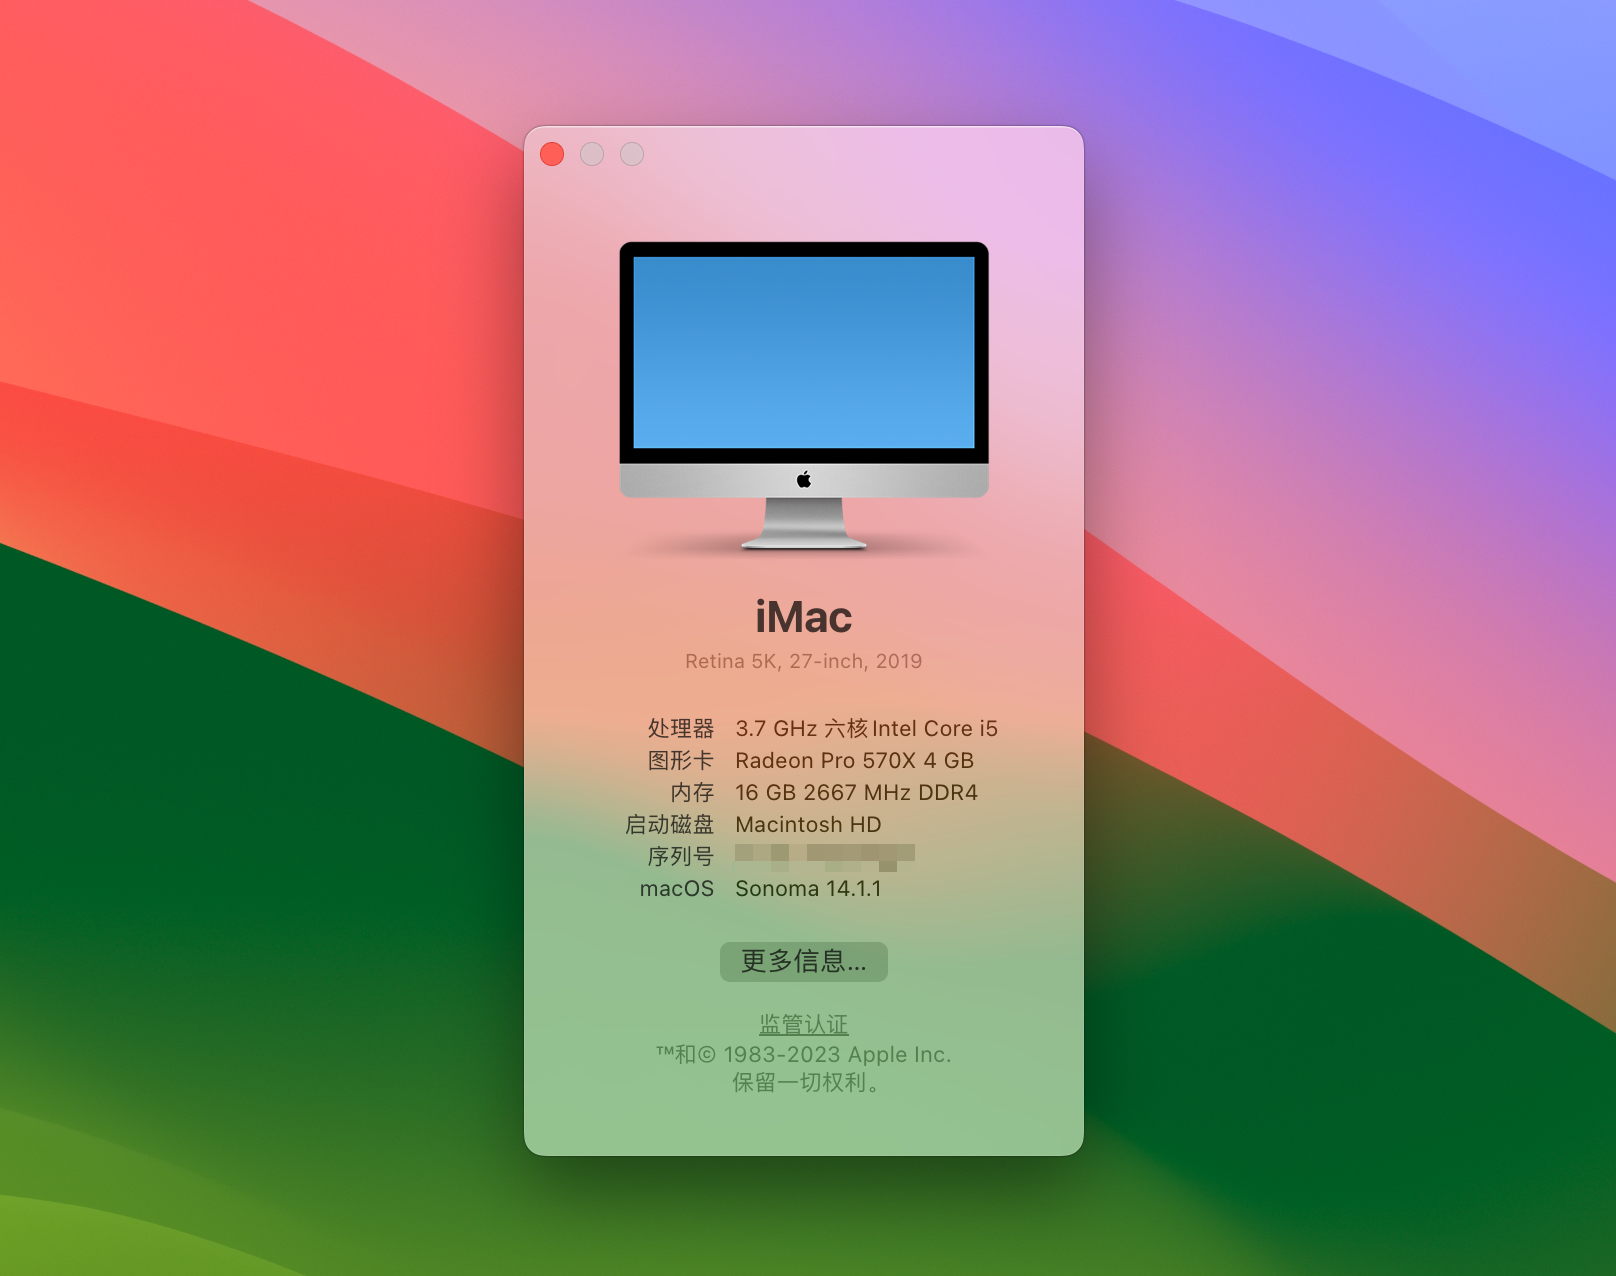 iMac
Retina 5K, 27-inch, 2019
处理器 3.7 GHz 六核Intel Core i5
图形卡 Radeon Pro 570X 4 GB
内存 16 GB 2667 MHz DDR4
启动磁盘 Macintosh HD
序列号
macOS Sonoma 14.1.1
更多信息...
监管认证
™和© 1983-2023 Apple Inc.
保留一切权利。